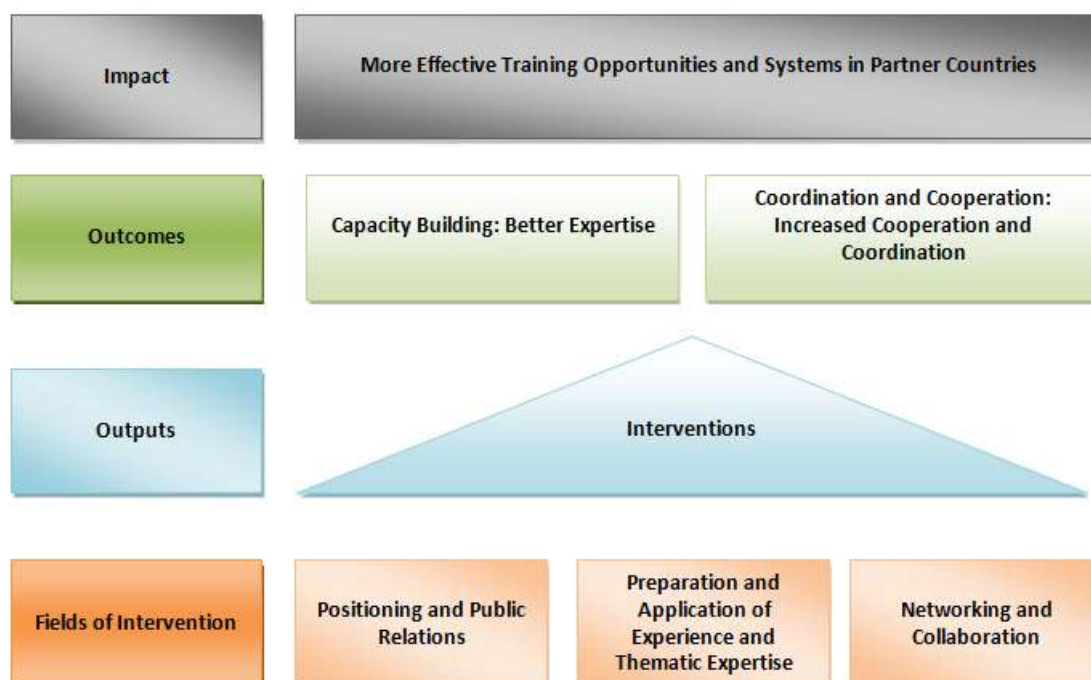 Impact
More Effective Training Opportunities and Systems in Partner Countries
Outcomes
Capacity Building: Better Expertise
Coordination and Cooperation:
Increased Cooperation and
Coordination
Outputs
Interventions
Fields of Intervention
Positioning and Public
Relations
Preparation and
Application of
Experience and
Thematic Expertise
Networking and
Collaboration